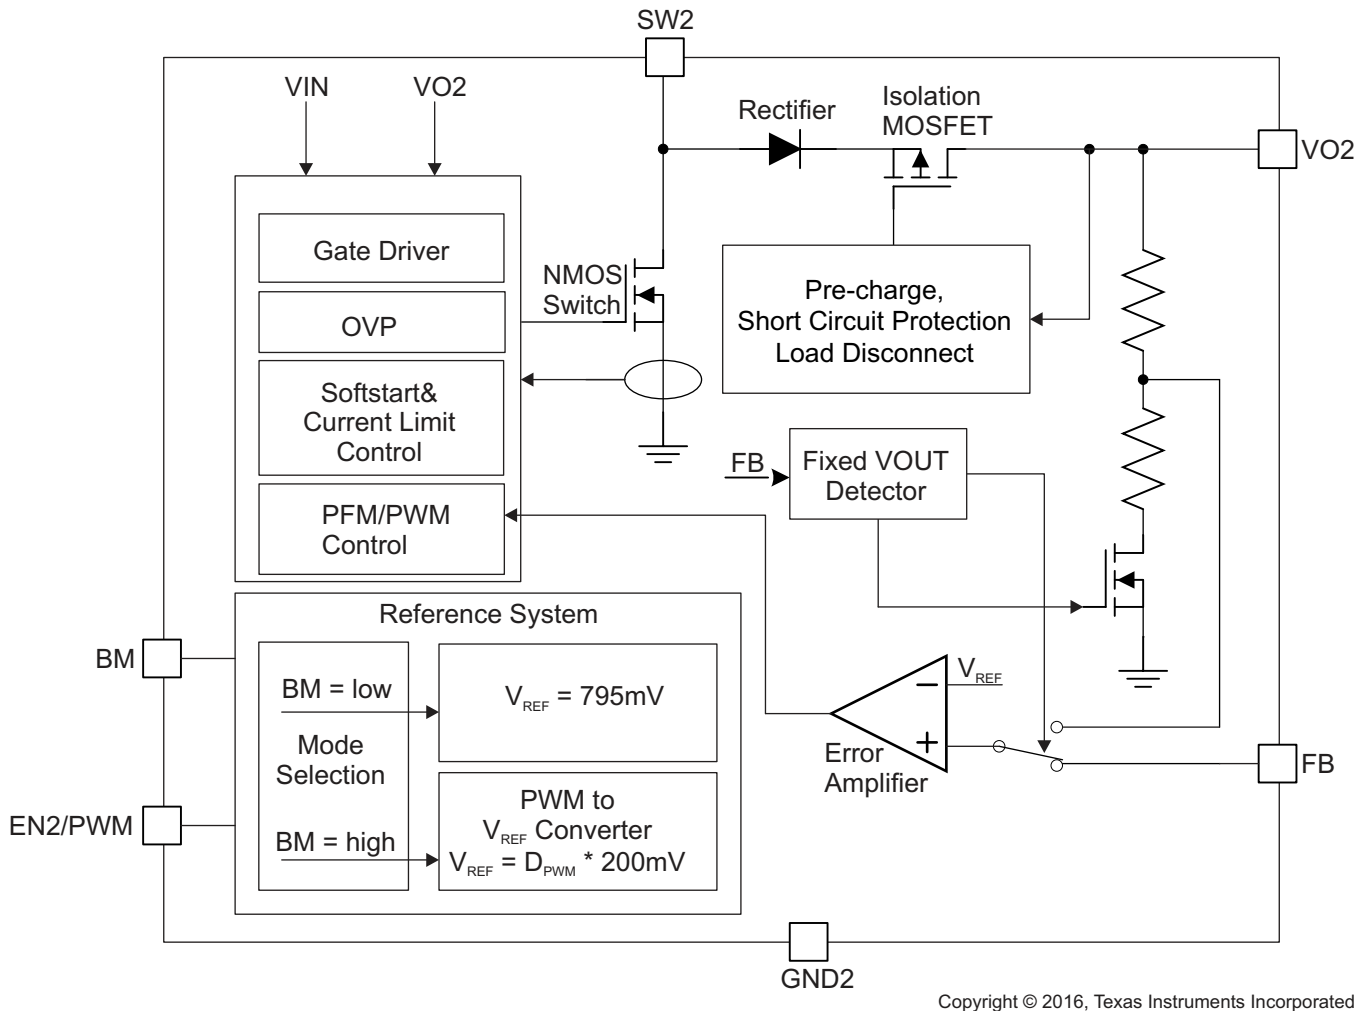 SW2
VIN
VO2
Rectifier
Isolation
MOSFET
VO2
Gate Driver
OVP
Softstart&
Current Limit
Control
PFM/PWM
Control
NMOS
Switch
Pre-charge,
Short Circuit Protection
Load Disconnect
FB
Fixed VOUT
Detector
Reference System
BM
BM = low
VREF = 795mV
Mode
Selection
EN2/PWM
BM = high
PWM to
VREF Converter
VREF = DPWM * 200mV
VREF
−
+
Error
Amplifier
FB
GND2
Copyright © 2016, Texas Instruments Incorporated